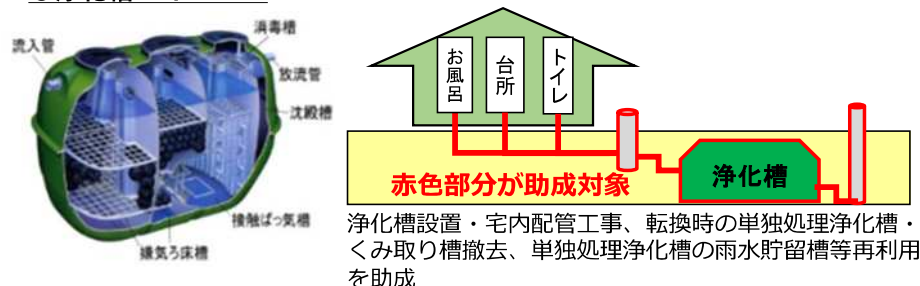 消毒槽
流入管
放流管
沈殿槽
接触ばっ気槽
嫌気ろ床槽
お風呂
台所
トイレ
赤色部分が助成対象
浄化槽
浄化槽設置・宅内配管工事、転換時の単独処理浄化槽・
くみ取り槽撤去、単独処理浄化槽の雨水貯留槽等再利用
を助成